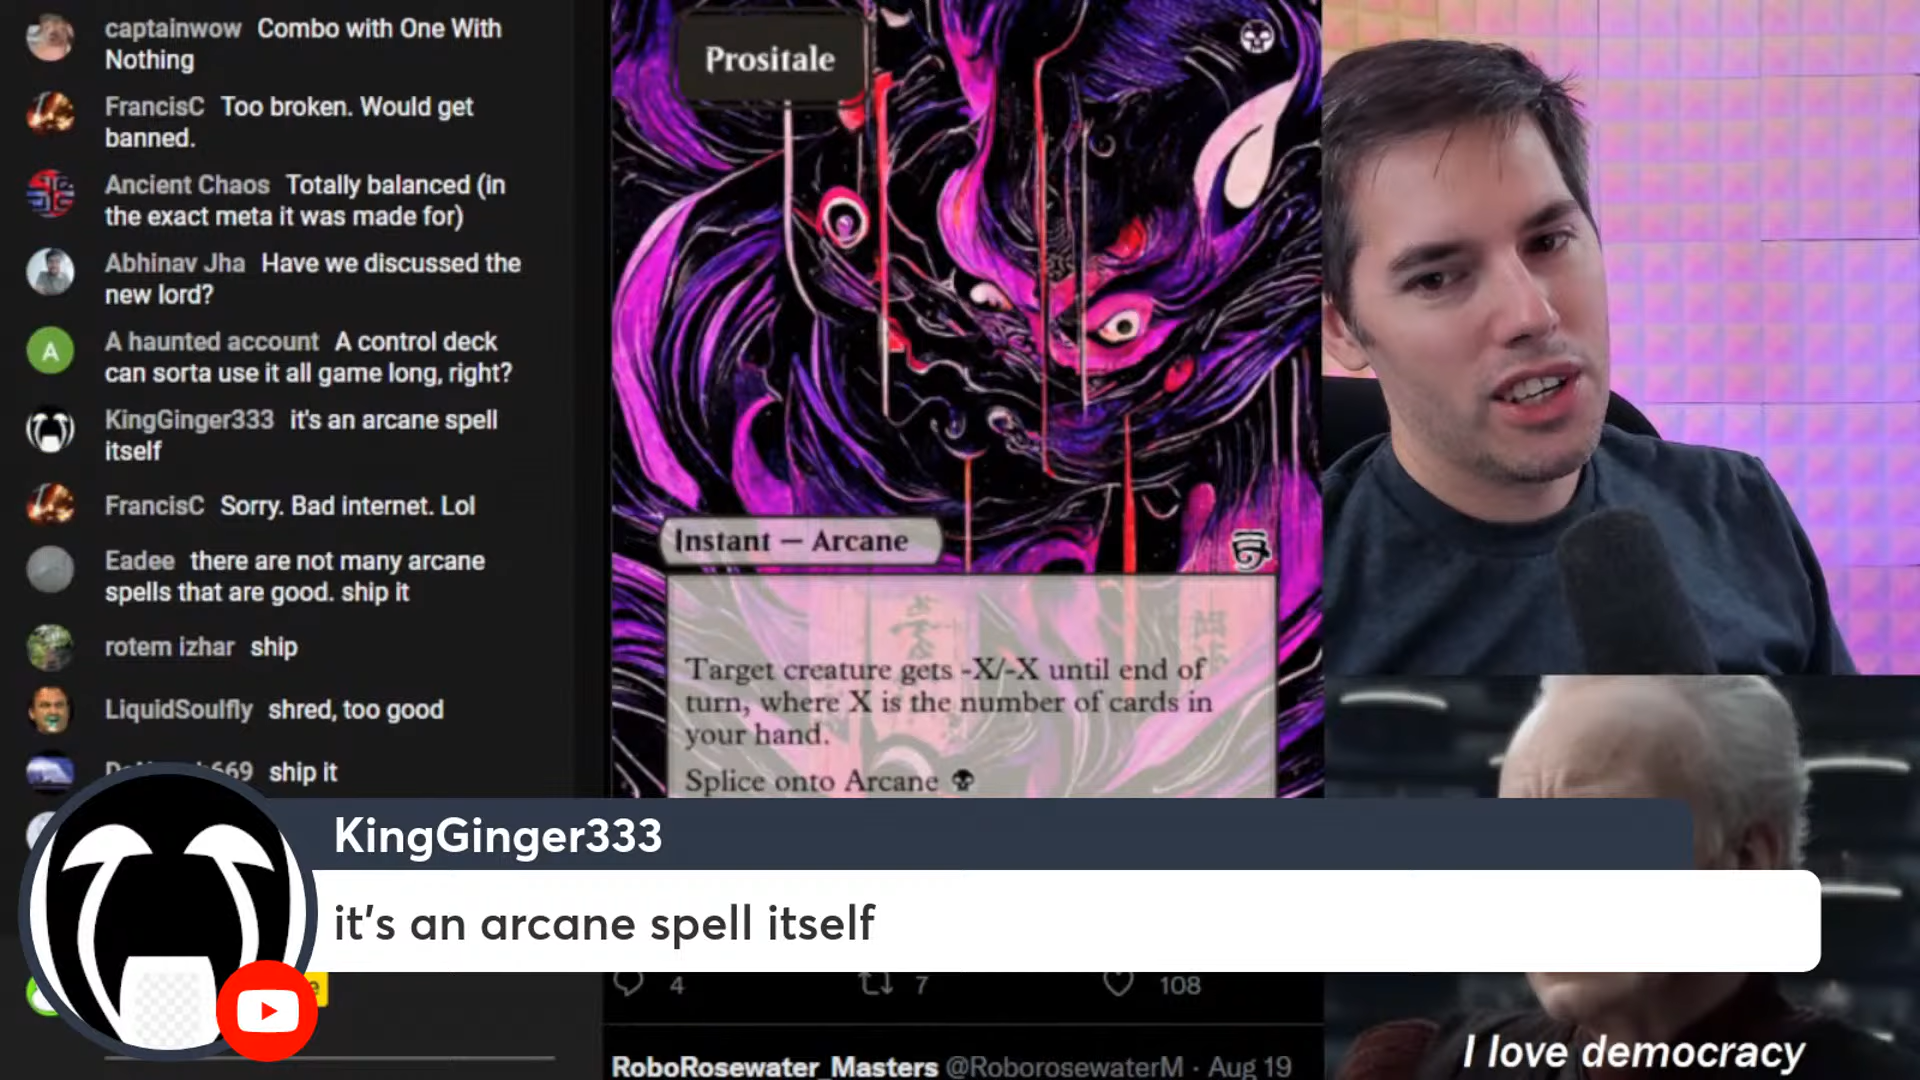 captainwow Combo with One With
Nothing
FrancisC Too broken. Would get
banned.
Ancient Chaos Totally balanced (in
the exact meta it was made for)
Abhinav Jha Have we discussed the
new lord?
A haunted account A control deck
can sorta use it all game long, right?
A
KingGinger333 it's an arcane spell
itself
FrancisC Sorry. Bad internet. Lol
Eadee there are not many arcane
spells that are good. ship it
rotem izhar ship
LiquidSoulfly shred, too good
669 ship it
Prositale
Instant — Arcane
Target creature gets -X/-X until end of
turn, where X is the number of cards in
your hand.
Splice onto Arcane
KingGinger333
it's an arcane spell itself
4 7 108
RoboRosewater_Masters @RoborosewaterM · Aug 19
I love democracy